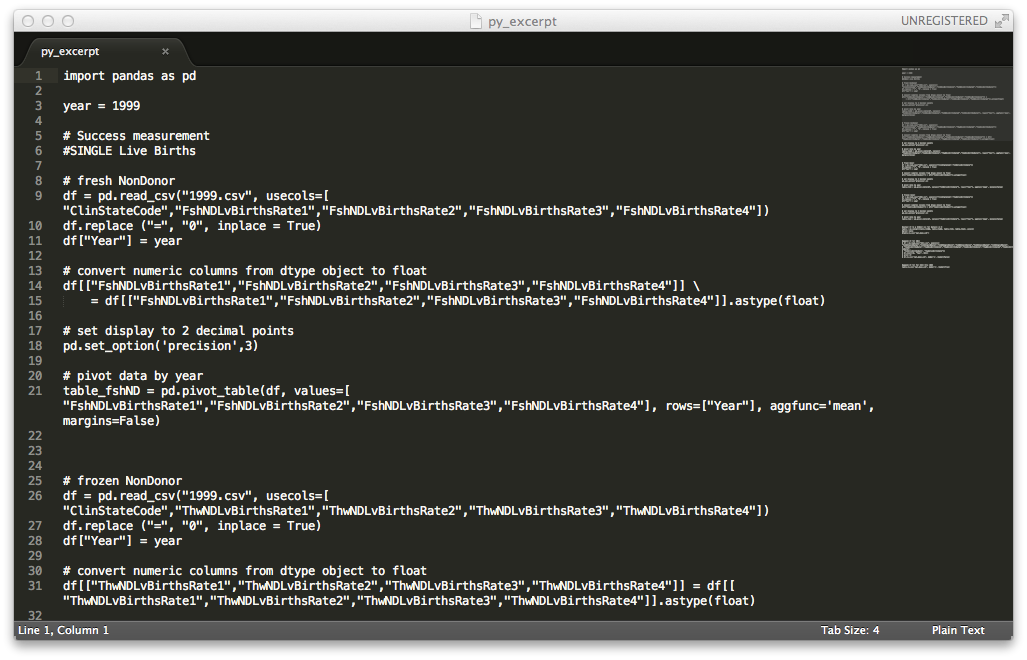 py_excerpt
UNREGISTERED
py_excerpt ×
1 import pandas as pd
2
3 year = 1999
4
5 # Success measurement
6 #SINGLE Live Births
7
8 # fresh NonDonor
9 df = pd.read_csv("1999.csv", usecols=[
"ClinStateCode","FshNDLvBirthsRate1","FshNDLvBirthsRate2","FshNDLvBirthsRate3","FshNDLvBirthsRate4"])
10 df.replace ("=", "0", inplace = True)
11 df["Year"] = year
12
13 # convert numeric columns from dtype object to float
14 df[["FshNDLvBirthsRate1","FshNDLvBirthsRate2","FshNDLvBirthsRate3","FshNDLvBirthsRate4"]] \
15     = df[["FshNDLvBirthsRate1","FshNDLvBirthsRate2","FshNDLvBirthsRate3","FshNDLvBirthsRate4"]].astype(float)
16
17 # set display to 2 decimal points
18 pd.set_option('precision',3)
19
20 # pivot data by year
21 table_fshND = pd.pivot_table(df, values=[
"FshNDLvBirthsRate1","FshNDLvBirthsRate2","FshNDLvBirthsRate3","FshNDLvBirthsRate4"], rows=["Year"], aggfunc='mean',
margins=False)
22
23
24
25 # frozen NonDonor
26 df = pd.read_csv("1999.csv", usecols=[
"ClinStateCode","ThwNDLvBirthsRate1","ThwNDLvBirthsRate2","ThwNDLvBirthsRate3","ThwNDLvBirthsRate4"])
27 df.replace ("=", "0", inplace = True)
28 df["Year"] = year
29
30 # convert numeric columns from dtype object to float
31 df[["ThwNDLvBirthsRate1","ThwNDLvBirthsRate2","ThwNDLvBirthsRate3","ThwNDLvBirthsRate4"]] = df[[
"ThwNDLvBirthsRate1","ThwNDLvBirthsRate2","ThwNDLvBirthsRate3","ThwNDLvBirthsRate4"]].astype(float)
32
Line 1, Column 1
Tab Size: 4
Plain Text